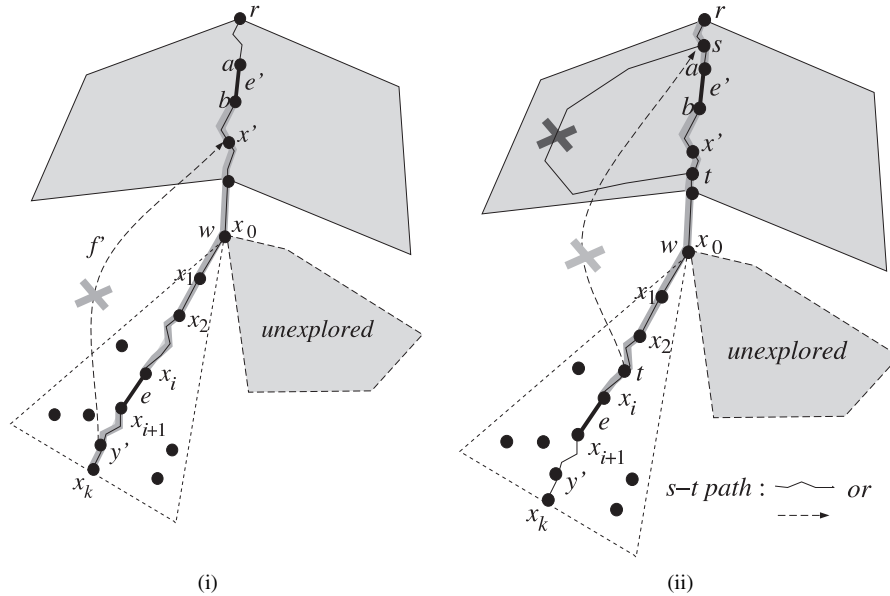 r
a
e'
b
x'
f'
w x0
x1
x2
unexplored
xi
e
xi+1
y'
xk
(i)
r
s
a
e'
b
x'
t
w x0
x1
x2
unexplored
t
xi
e
xi+1
y'
xk
s–t path : or
(ii)